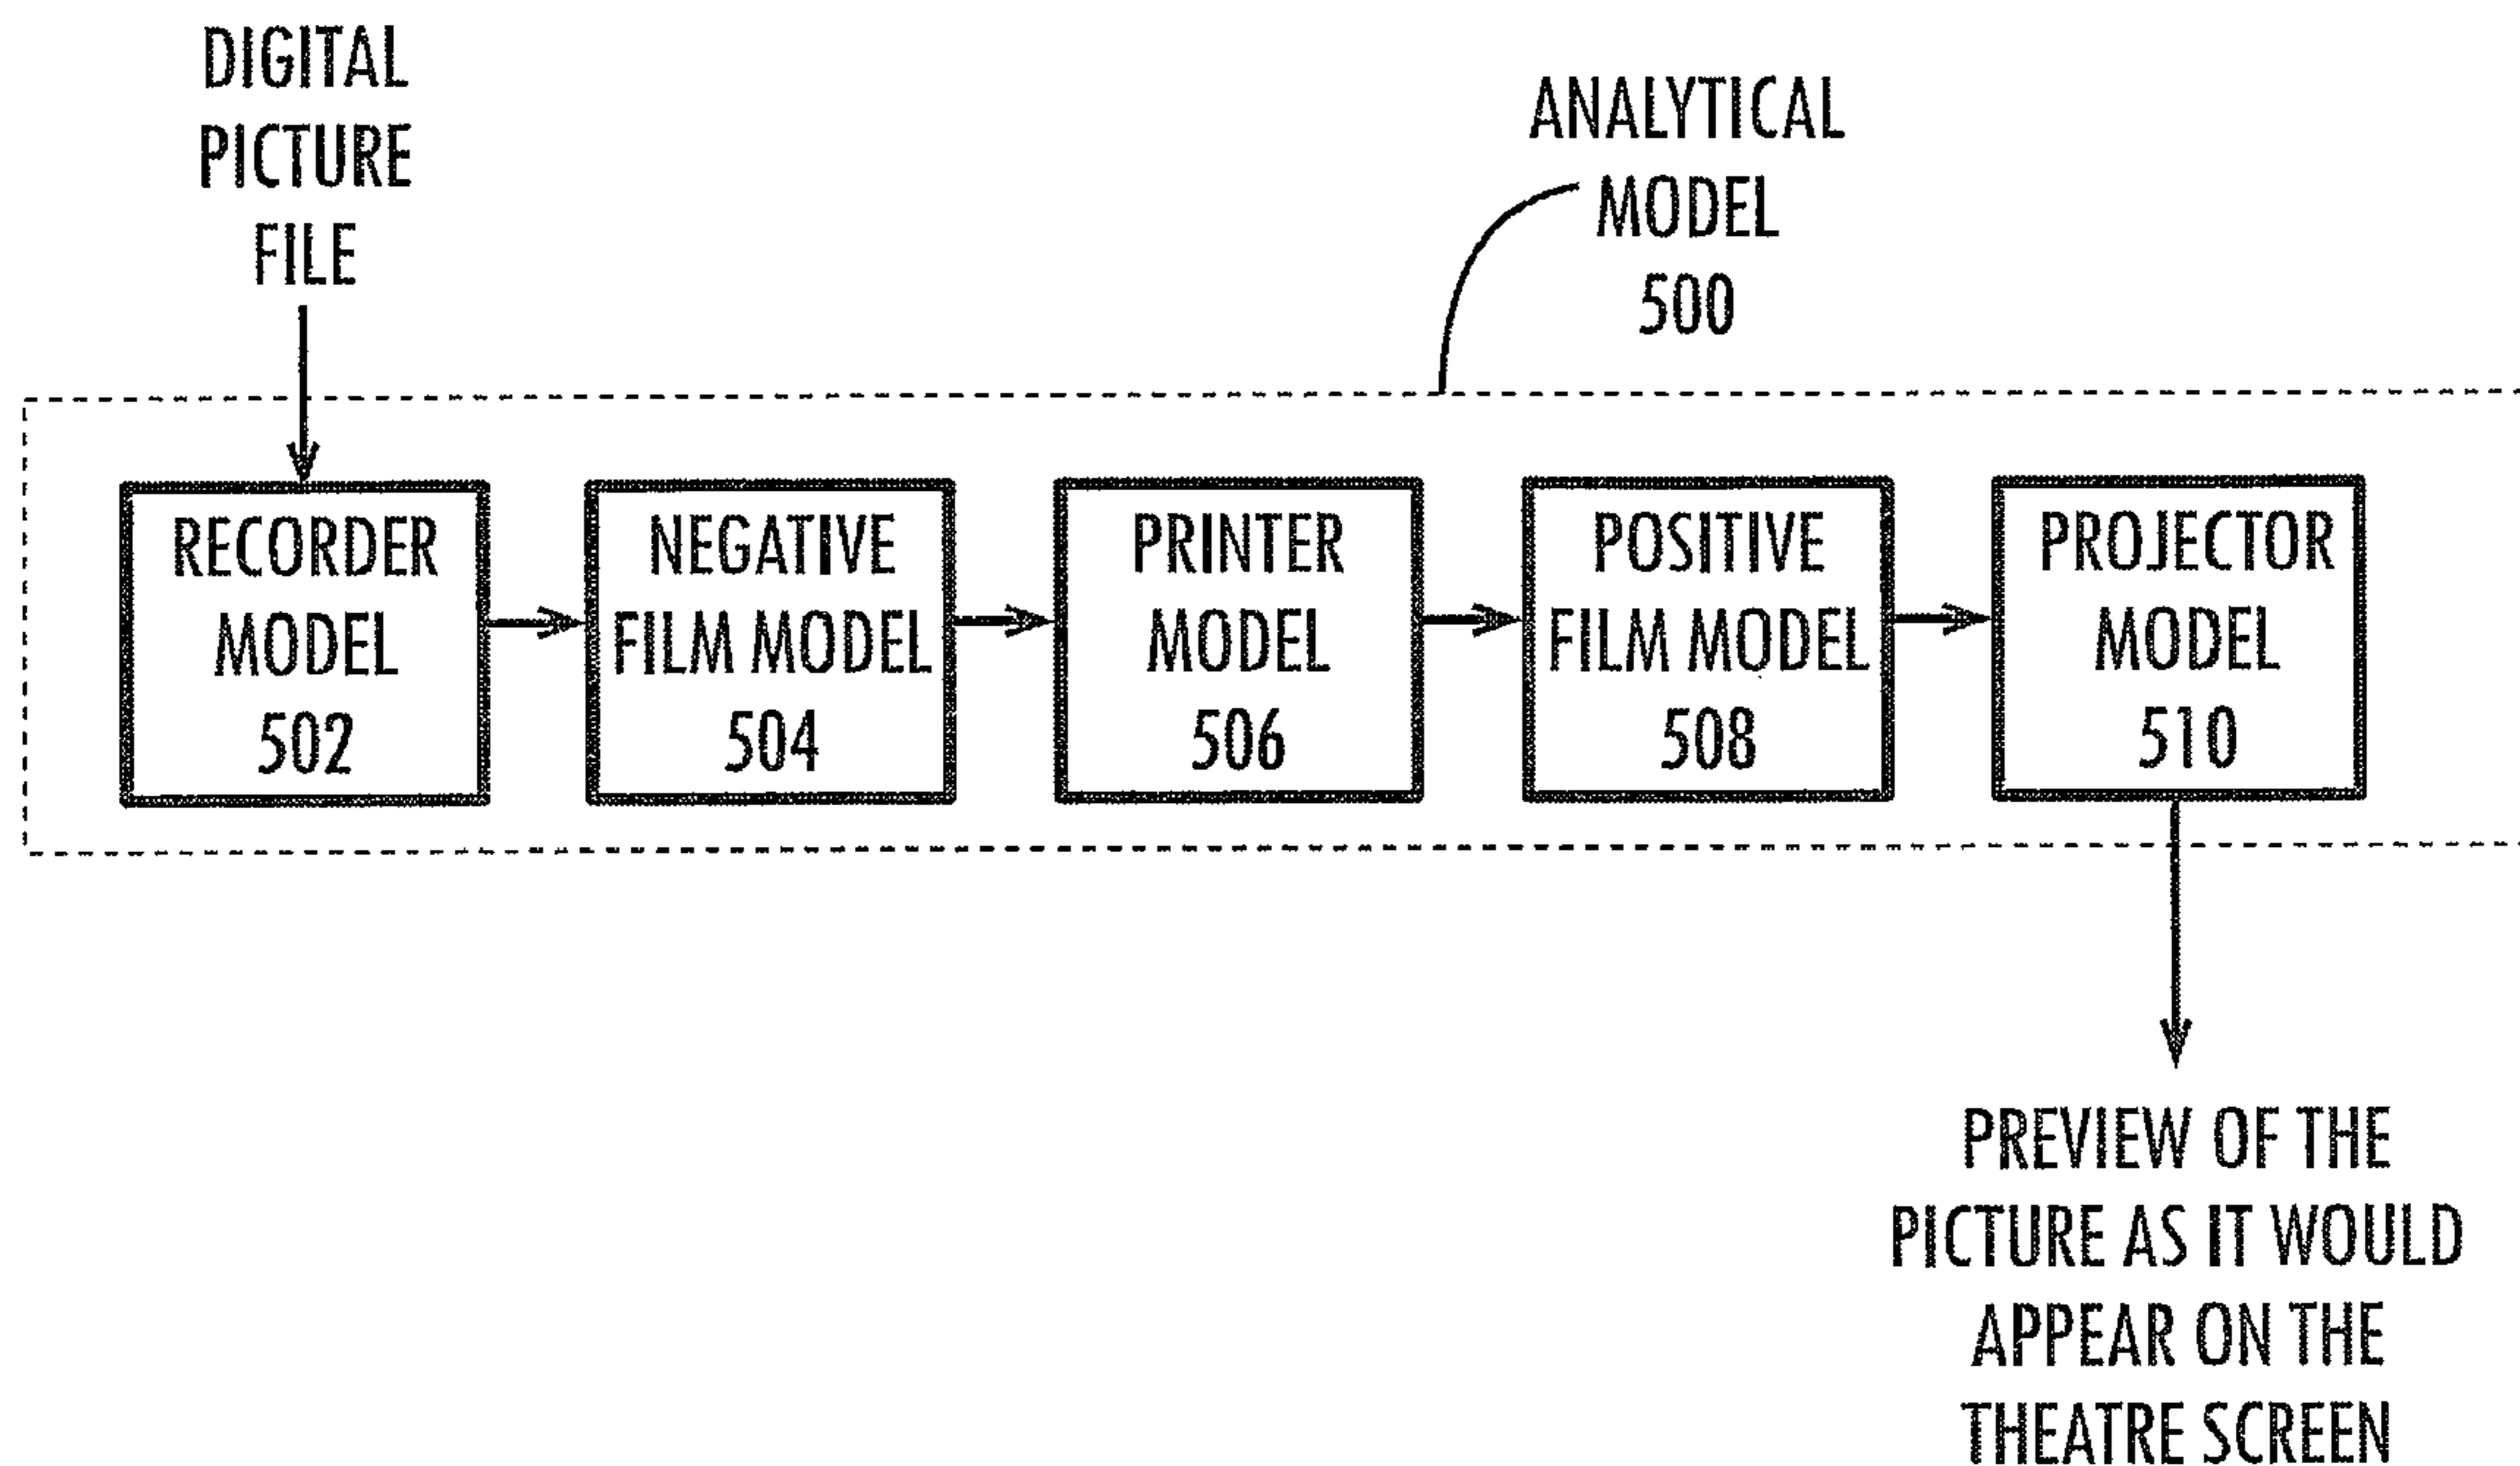 DIGITAL
PICTURE
FILE
ANALYTICAL
MODEL
500
RECORDER
MODEL
502
NEGATIVE
FILM MODEL
504
PRINTER
MODEL
506
POSITIVE
FILM MODEL
508
PROJECTOR
MODEL
510
PREVIEW OF THE
PICTURE AS IT WOULD
APPEAR ON THE
THEATRE SCREEN